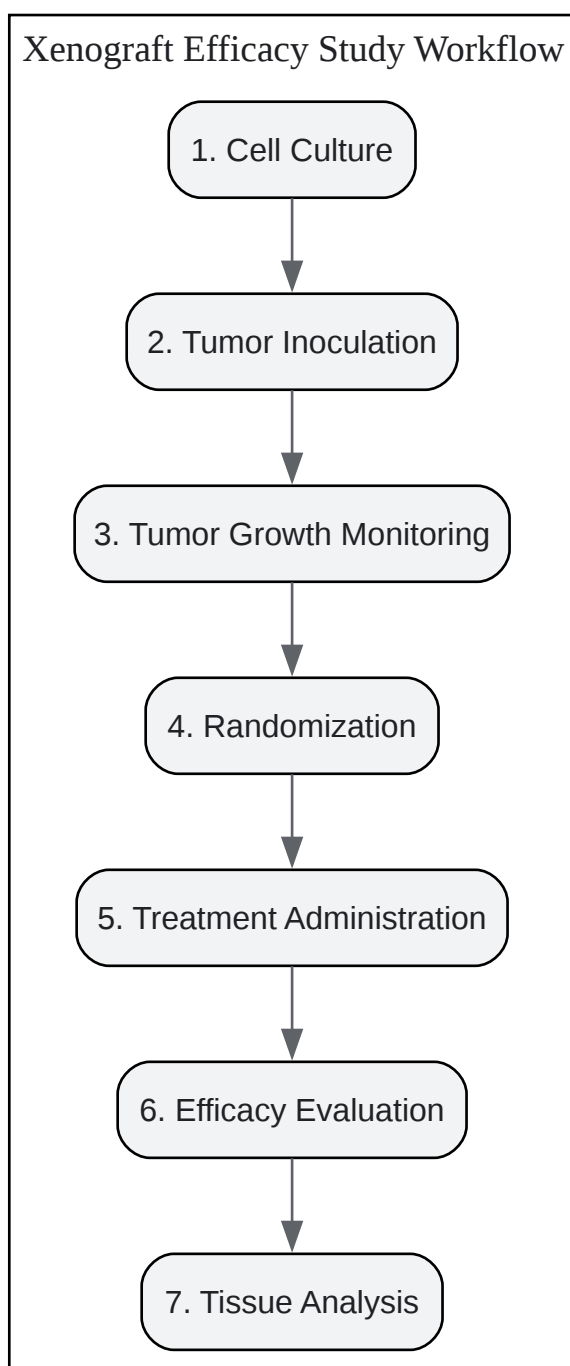 Xenograft Efficacy Study Workflow
1. Cell Culture
2. Tumor Inoculation
3. Tumor Growth Monitoring
4. Randomization
5. Treatment Administration
6. Efficacy Evaluation
7. Tissue Analysis